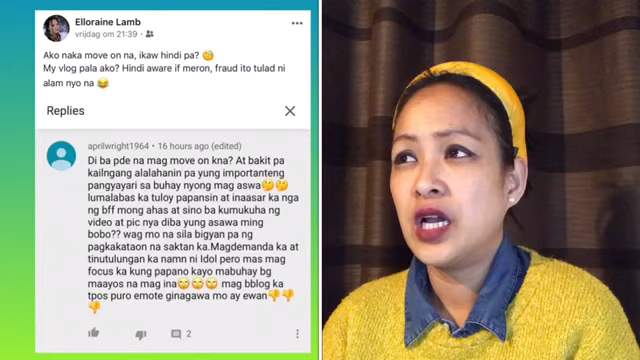 Elloraine Lamb
vrijdag om 21:39 •
Ako naka move on na, ikaw hindi pa? 🧐
My vlog pala ako? Hindi aware if meron, fraud ito tulad ni
alam nyo na 😂
Replies
aprilwright1964 • 16 hours ago (edited)
Di ba pde na mag move on kna? At bakit pa
kailngang alalahanin pa yung importanteng
pangyayari sa buhay nyong mag aswa🤔🤔
lumalabas ka tuloy papansin at inaasar ka nga
ng bff mong ahas at sino ba kumukuha ng
video at pic nya diba yung asawa ming
bobo?? wag mo na sila bigyan pa ng
pagkakataon na saktan ka.Magdemanda ka at
tinutulungan ka namn ni Idol pero mas mag
focus ka kung papano kayo mabuhay bg
maayos na mag ina🙄🙄🙄 mag bblog ka
tpos puro emote ginagawa mo ay ewan👎👎
👎
2